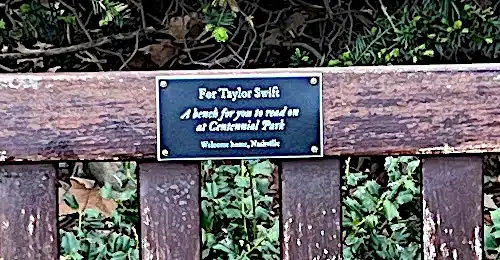 For Taylor Swift
A bench for you to read on
at Centennial Park
Welcome home, Nashville